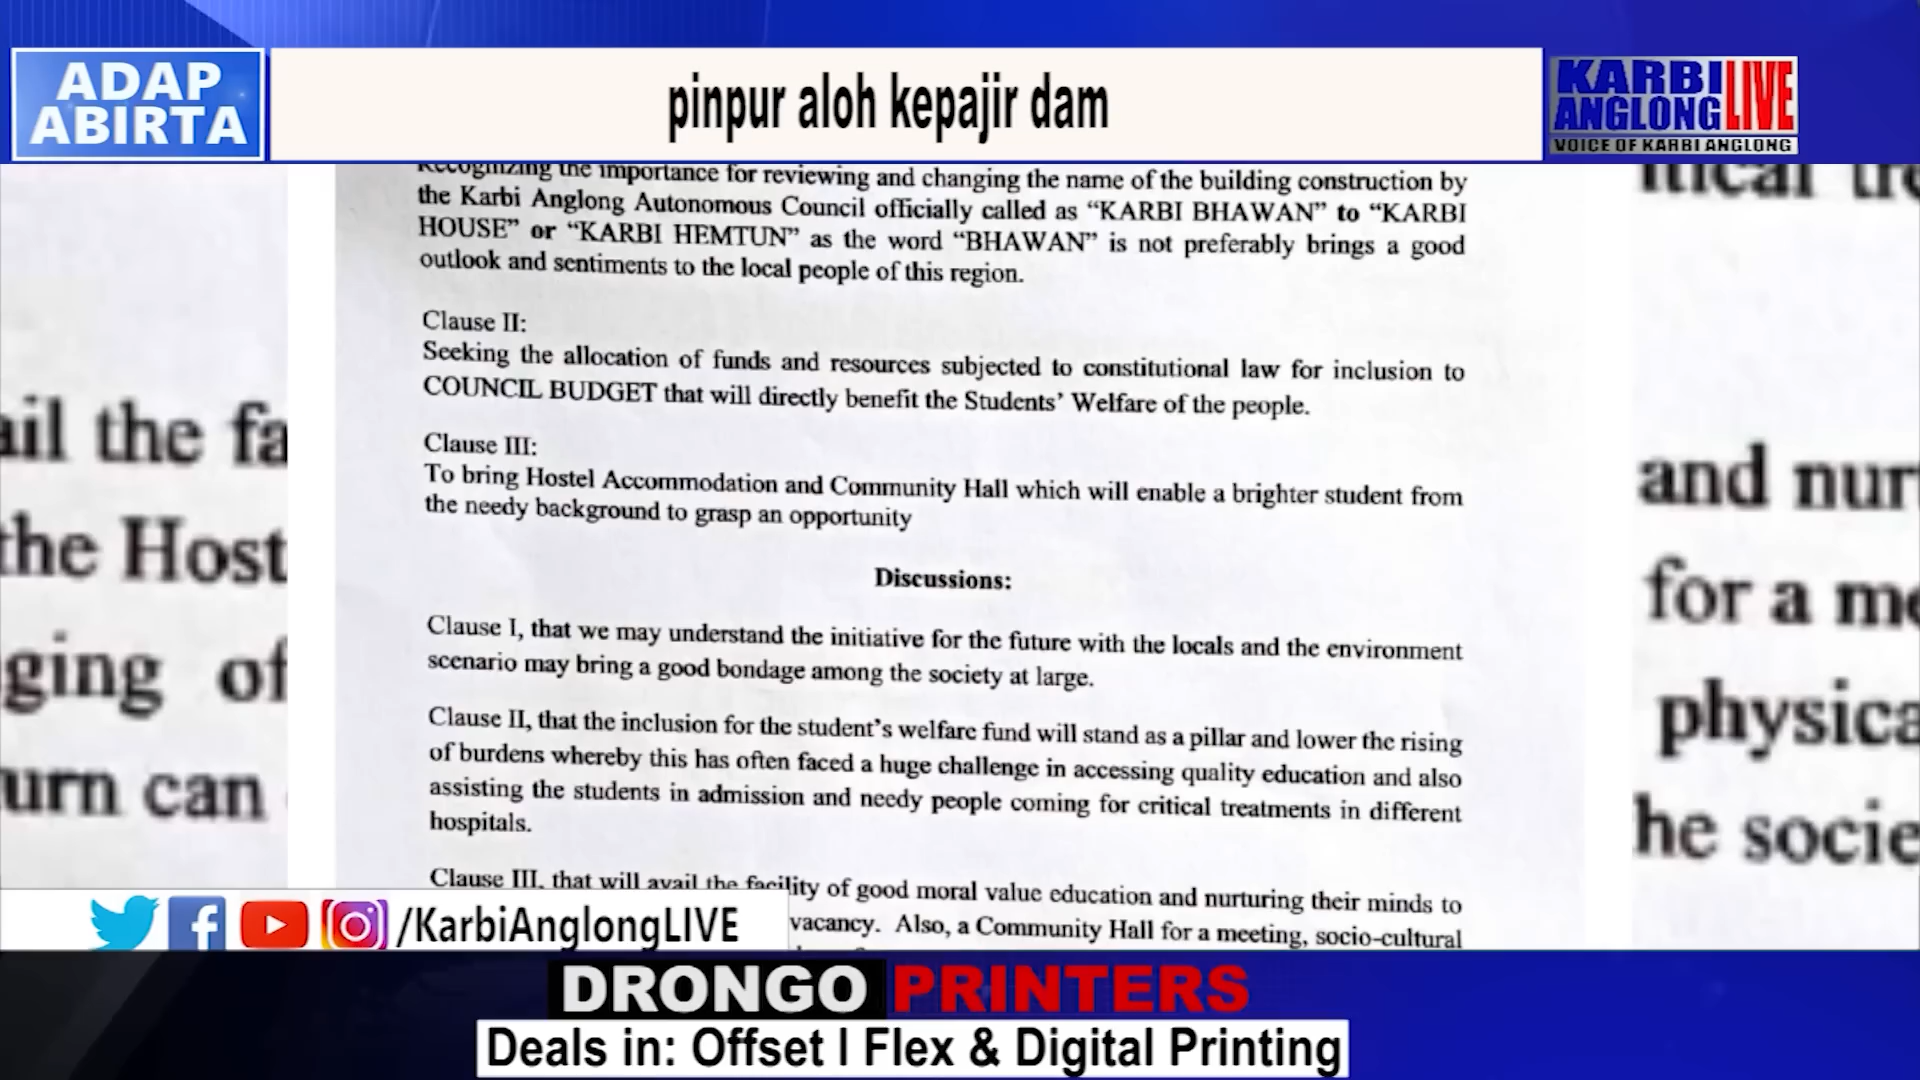 ADAP
ABIRTA
pinpur aloh kepajir dam
KARBI
ANGLONG LIVE
VOICE OF KARBI ANGLONG
Recognizing the importance for reviewing and changing the name of the building construction by
the Karbi Anglong Autonomous Council officially called as “KARBI BHAWAN” to “KARBI
HOUSE” or “KARBI HEMTUN” as the word “BHAWAN” is not preferably brings a good
outlook and sentiments to the local people of this region.
Clause II:
Seeking the allocation of funds and resources subjected to constitutional law for inclusion to
COUNCIL BUDGET that will directly benefit the Students’ Welfare of the people.
Clause III:
To bring Hostel Accommodation and Community Hall which will enable a brighter student from
the needy background to grasp an opportunity
Discussions:
Clause I, that we may understand the initiative for the future with the locals and the environment
scenario may bring a good bondage among the society at large.
Clause II, that the inclusion for the student’s welfare fund will stand as a pillar and lower the rising
of burdens whereby this has often faced a huge challenge in accessing quality education and also
assisting the students in admission and needy people coming for critical treatments in different
hospitals.
Clause III, that will avail the facility of good moral value education and nurturing their minds to
vacancy. Also, a Community Hall for a meeting, socio-cultural
ail the fa
the Host
ging of
urn can
and nur
for a me
physica
he socie
/KarbiAnglongLIVE
DRONGO PRINTERS
Deals in: Offset I Flex & Digital Printing